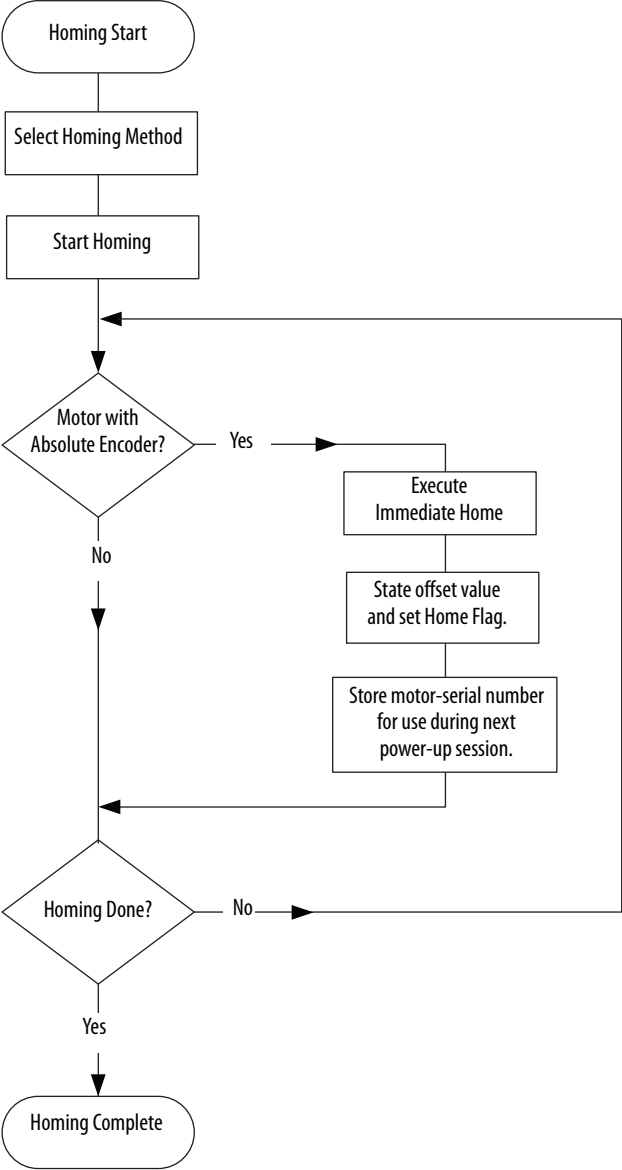 Homing Start
Select Homing Method
Start Homing
Motor with
Absolute Encoder?
Yes
Execute
Immediate Home
No
State offset value
and set Home Flag.
Store motor-serial number
for use during next
power-up session.
Homing Done?
No
Yes
Homing Complete